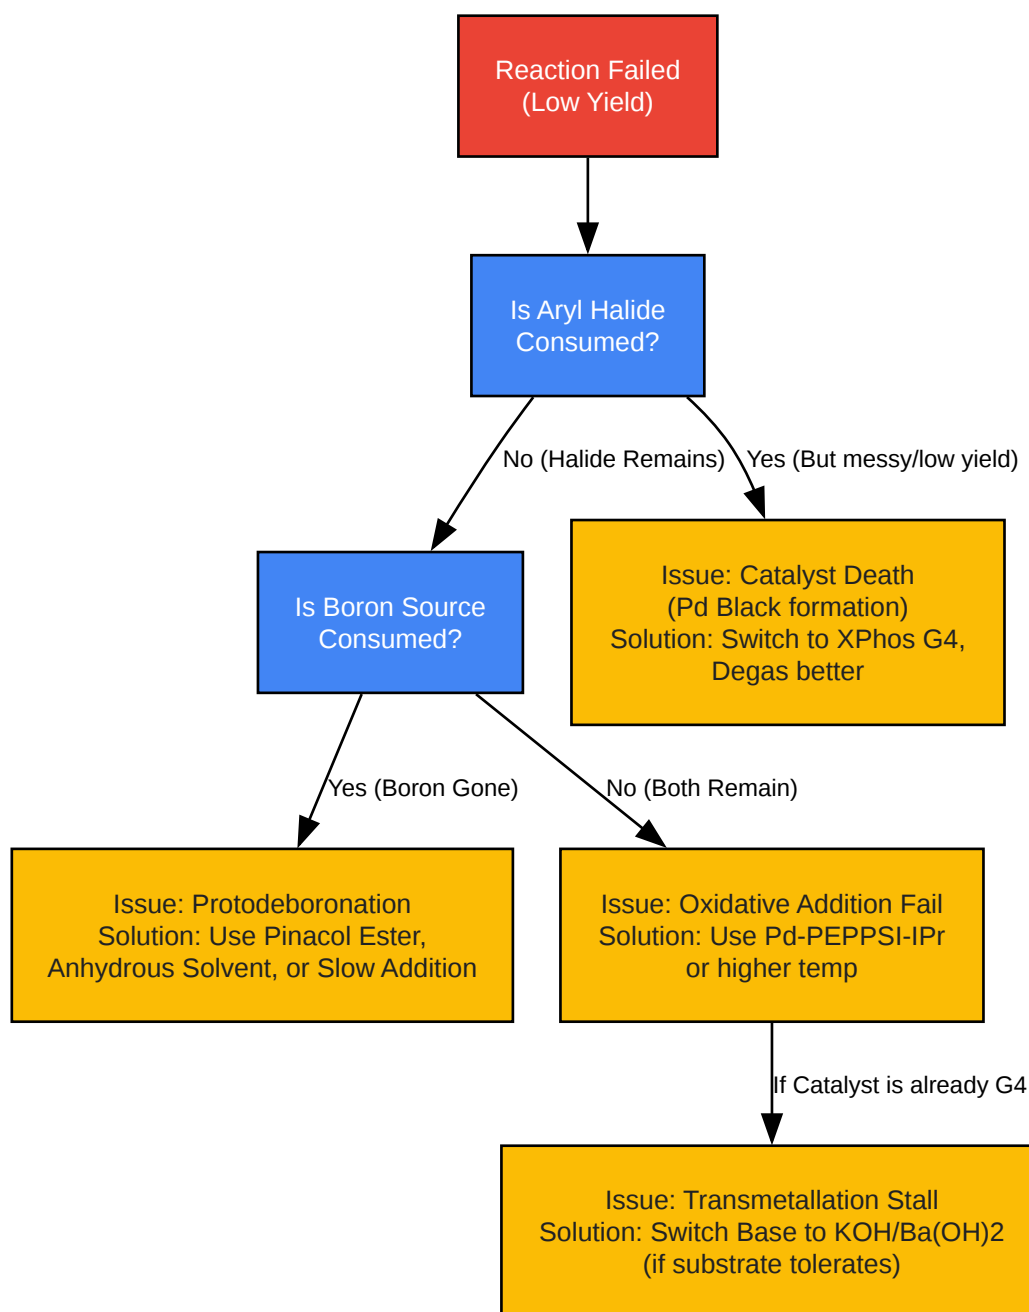 Reaction Failed
(Low Yield)
Is Aryl Halide
Consumed?
No (Halide Remains)
Yes (But messy/low yield)
Issue: Catalyst Death
(Pd Black formation)
Solution: Switch to XPhos G4,
Degas better
Is Boron Source
Consumed?
Yes (Boron Gone)
No (Both Remain)
Issue: Protodeboronation
Solution: Use Pinacol Ester,
Anhydrous Solvent, or Slow Addition
Issue: Oxidative Addition Fail
Solution: Use Pd-PEPPSI-IPr
or higher temp
If Catalyst is already G4
Issue: Transmetallation Stall
Solution: Switch Base to KOH/Ba(OH)2
(if substrate tolerates)